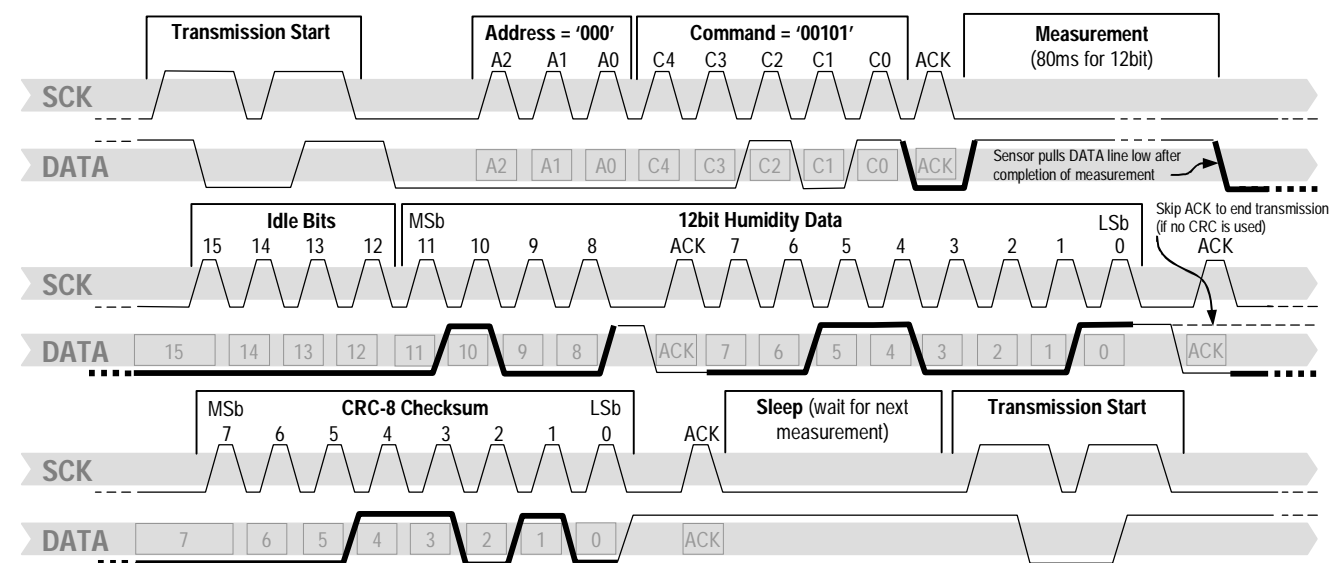 Transmission Start
Address = ‘000’
Command = ‘00101’
Measurement
(80ms for 12bit)
A2 A1 A0 C4 C3 C2 C1 C0 ACK
SCK
DATA
A2 A1 A0 C4 C3 C2 C1 C0 ACK
Sensor pulls DATA line low after
completion of measurement
Skip ACK to end transmission
(if no CRC is used)
Idle Bits
MSb
12bit Humidity Data
LSb
15 14 13 12 11 10 9 8 ACK 7 6 5 4 3 2 1 0 ACK
SCK
DATA
15 14 13 12 11 10 9 8 ACK 7 6 5 4 3 2 1 0 ACK
MSb
CRC-8 Checksum
LSb
Sleep (wait for next
measurement)
Transmission Start
7 6 5 4 3 2 1 0 ACK
SCK
DATA
7 6 5 4 3 2 1 0 ACK